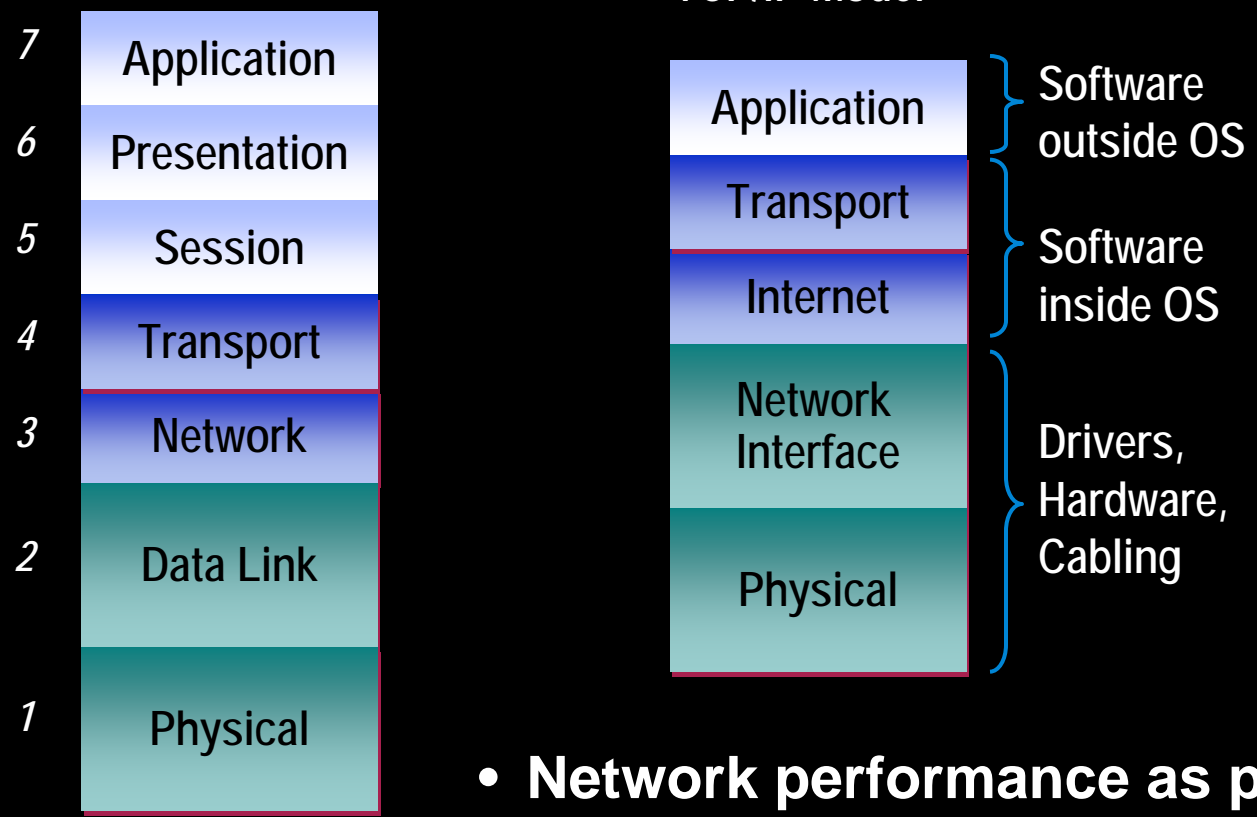 7 Application
6 Presentation
5 Session
4 Transport
3 Network
2 Data Link
1 Physical
Model
Application
Transport
Internet
Network
Interface
Physical
Software
outside OS
Software
inside OS
Drivers,
Hardware,
Cabling
• Network performance as p